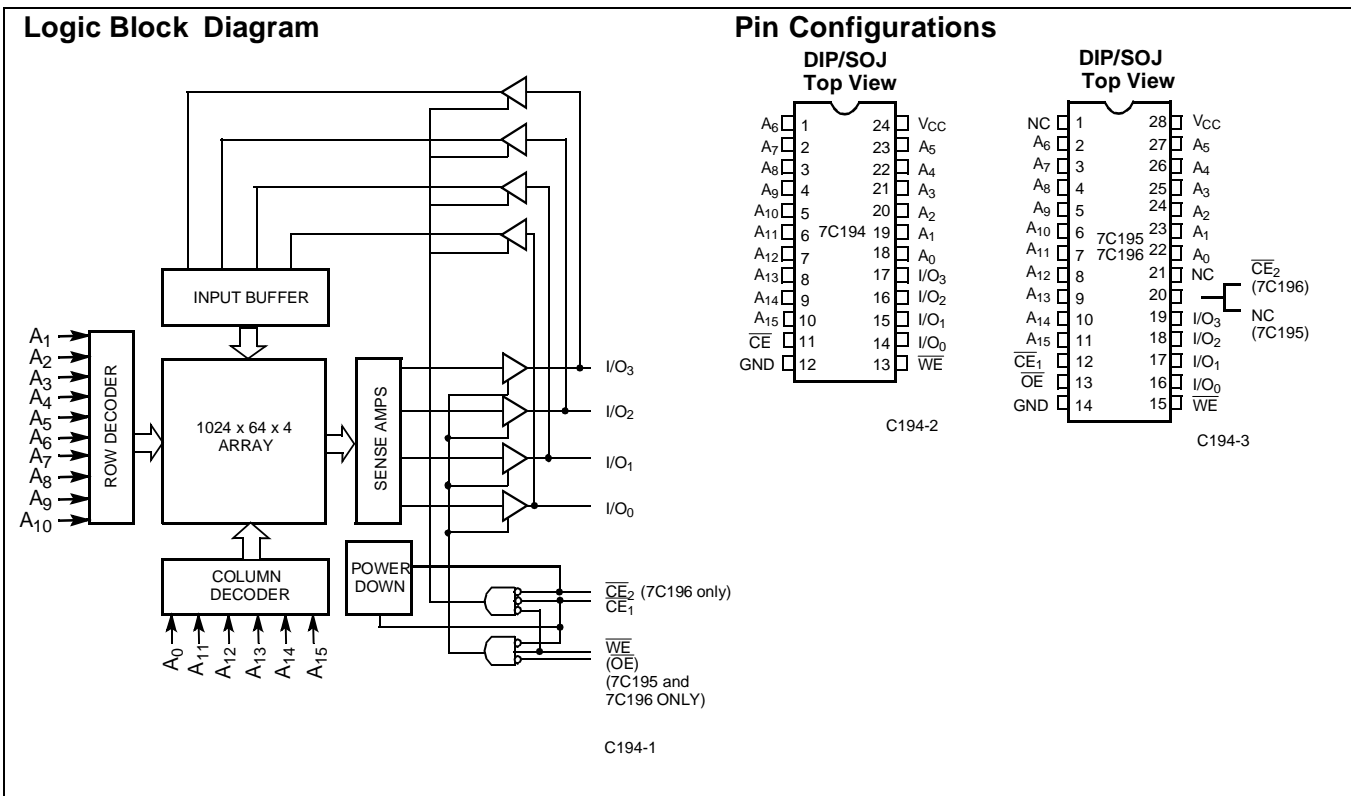 Logic Block Diagram
INPUT BUFFER
A1
A2
A3
A4
A5
A6
A7
A8
A9
A10
ROW DECODER
1024 x 64 x 4
ARRAY
SENSE AMPS
I/O3
I/O2
I/O1
I/O0
COLUMN
DECODER
POWER
DOWN
A0
A11
A12
A13
A14
A15
CE2 (7C196 only)
CE1
WE
(OE)
(7C195 and
7C196 ONLY)
C194-1
Pin Configurations
DIP/SOJ
Top View
A6 1 24 VCC
A7 2 23 A5
A8 3 22 A4
A9 4 21 A3
A10 5 20 A2
A11 6 7C194 19 A1
A12 7 18 A0
A13 8 17 I/O3
A14 9 16 I/O2
A15 10 15 I/O1
CE 11 14 I/O0
GND 12 13 WE
C194-2
DIP/SOJ
Top View
NC 1 28 VCC
A6 2 27 A5
A7 3 26 A4
A8 4 25 A3
A9 5 24 A2
A10 6 7C195 23 A1
A11 7 7C196 22 A0
A12 8 21 NC
A13 9 20
A14 10 19 I/O3
A15 11 18 I/O2
CE1 12 17 I/O1
OE 13 16 I/O0
GND 14 15 WE
CE2
(7C196)
NC
(7C195)
C194-3